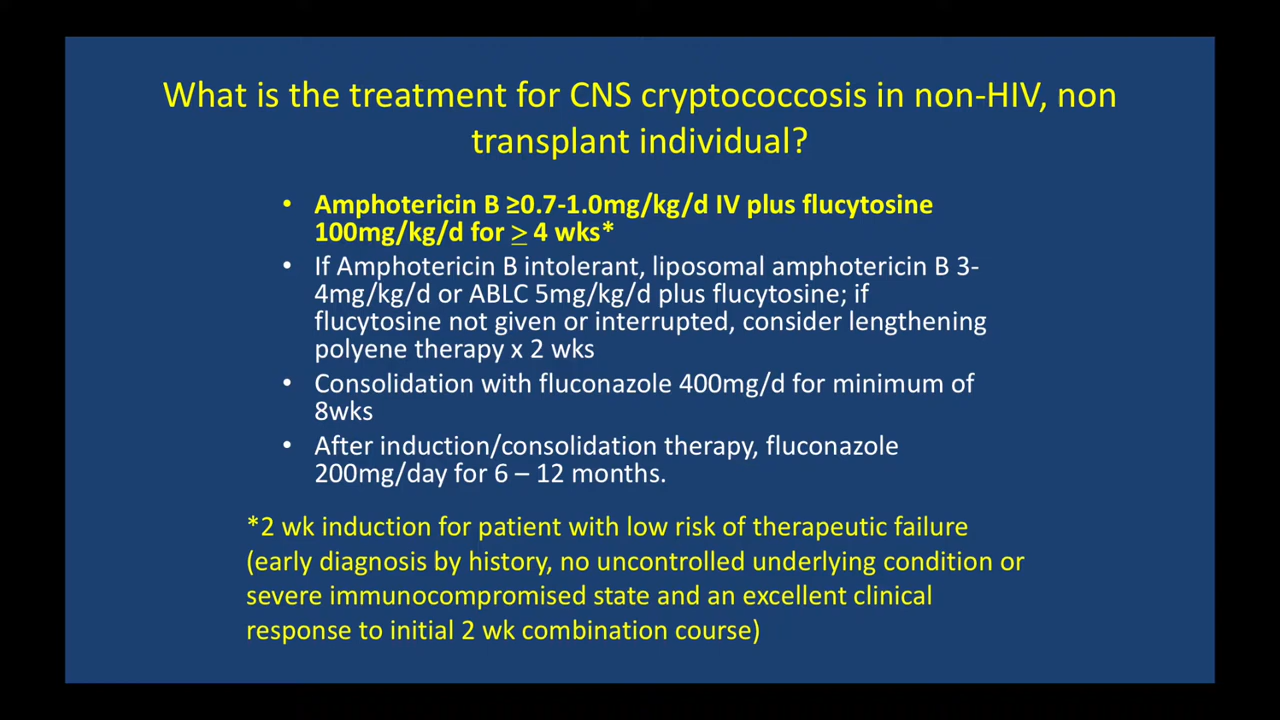 What is the treatment for CNS cryptococcosis in non-HIV, non
transplant individual?
• Amphotericin B ≥0.7-1.0mg/kg/d IV plus flucytosine
100mg/kg/d for ≥ 4 wks*
• If Amphotericin B intolerant, liposomal amphotericin B 3-
4mg/kg/d or ABLC 5mg/kg/d plus flucytosine; if
flucytosine not given or interrupted, consider lengthening
polyene therapy x 2 wks
• Consolidation with fluconazole 400mg/d for minimum of
8wks
• After induction/consolidation therapy, fluconazole
200mg/day for 6 – 12 months.
*2 wk induction for patient with low risk of therapeutic failure
(early diagnosis by history, no uncontrolled underlying condition or
severe immunocompromised state and an excellent clinical
response to initial 2 wk combination course)